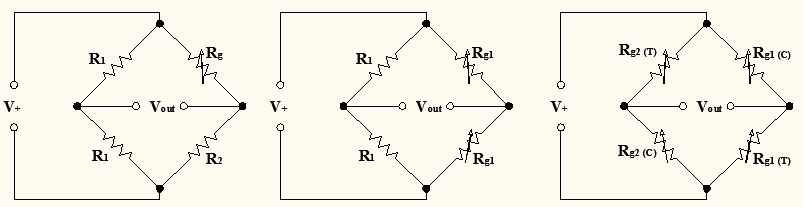 R1 Rg
V+ Vout
R1 R2
R1 Rg1
V+ Vout
R1 Rg1
Rg2 (T) Rg1 (C)
V+ Vout
Rg2 (C) Rg1 (T)